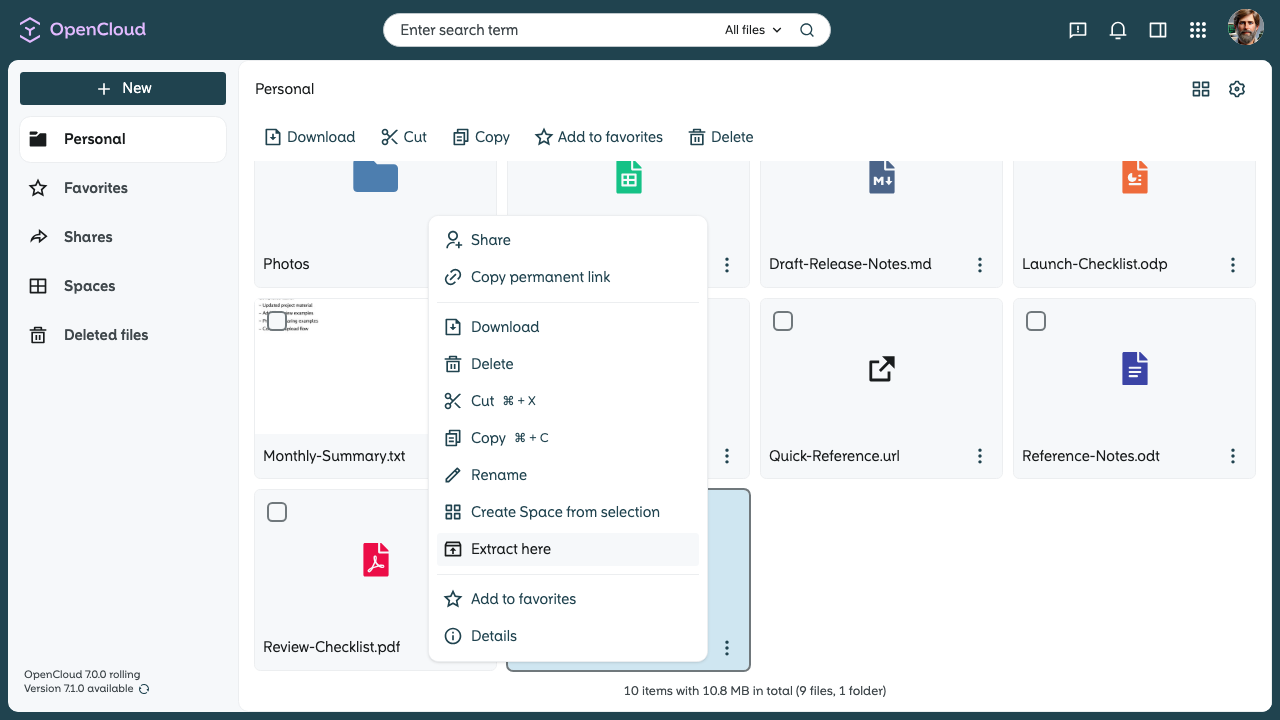 OpenCloud
Enter search term
All files
New
Personal
Favorites
Shares
Spaces
Deleted files
OpenCloud 7.0.0 rolling
Version 7.1.0 available
Personal
Download
Cut
Copy
Add to favorites
Delete
Photos
M
Draft-Release-Notes.md
Launch-Checklist.odp
- Updated project material
Monthly-Summary.txt
Quick-Reference.url
Reference-Notes.odt
Review-Checklist.pdf
Share
Copy permanent link
Download
Delete
Cut ⌘ + X
Copy ⌘ + C
Rename
Create Space from selection
Extract here
Add to favorites
Details
10 items with 10.8 MB in total (9 files, 1 folder)